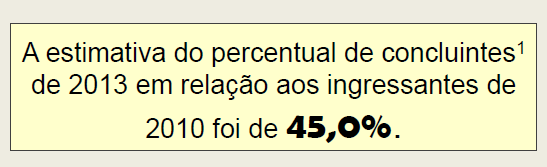 A estimativa do percentual de concluintes¹
de 2013 em relação aos ingressantes de
2010 foi de 45,0%.